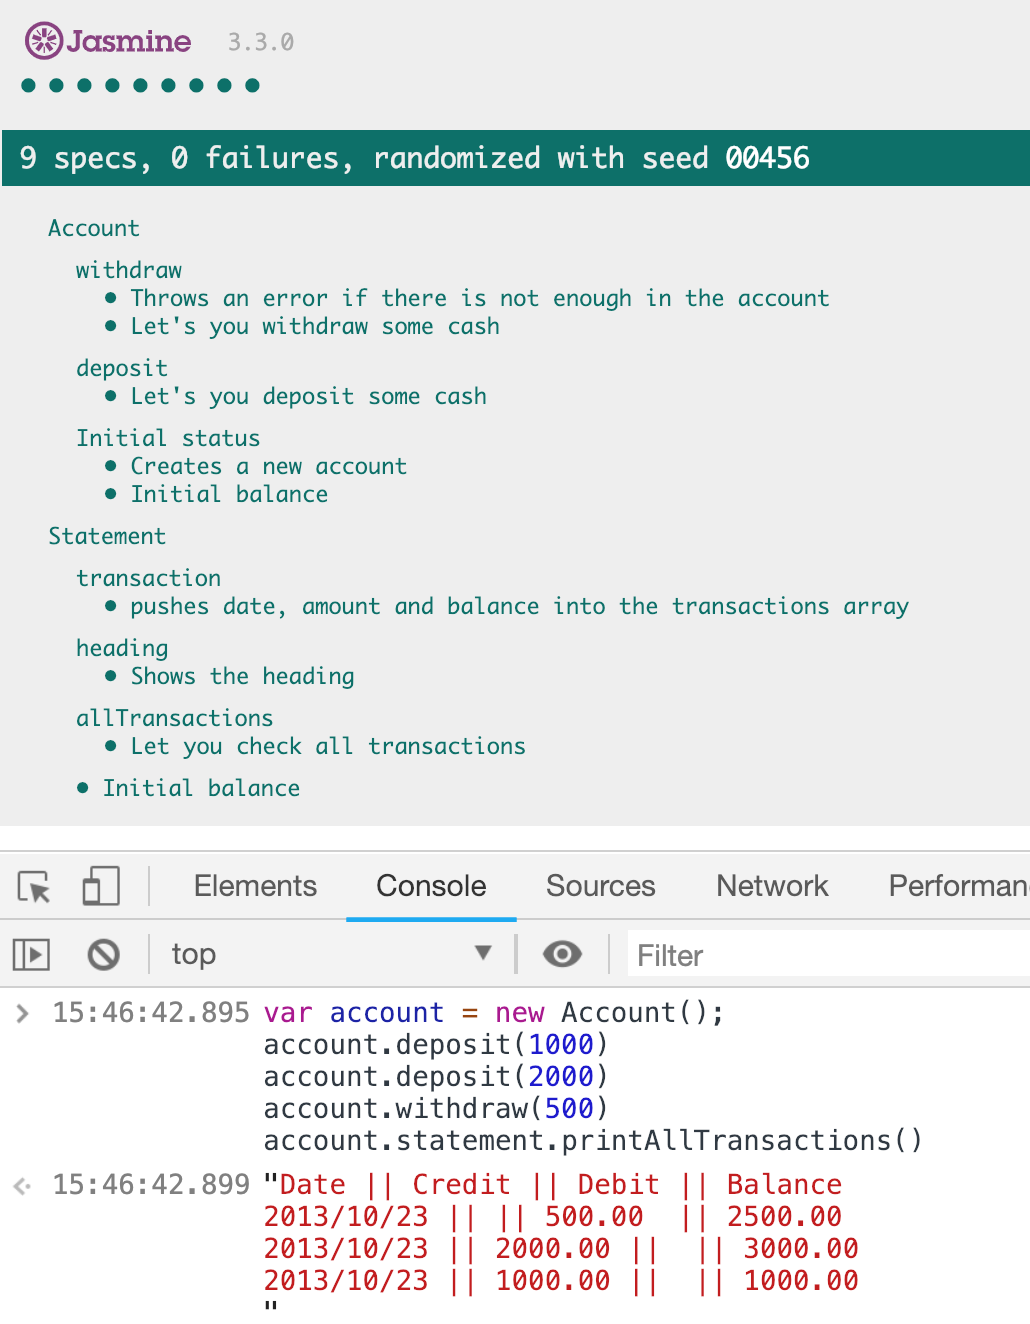 Jasmine 3.3.0
9 specs, 0 failures, randomized with seed 00456
Account
withdraw
• Throws an error if there is not enough in the account
• Let's you withdraw some cash
deposit
• Let's you deposit some cash
Initial status
• Creates a new account
• Initial balance
Statement
transaction
• pushes date, amount and balance into the transactions array
heading
• Shows the heading
allTransactions
• Let you check all transactions
• Initial balance
Elements Console Sources Network Performan
top Filter
15:46:42.895 var account = new Account();
account.deposit(1000)
account.deposit(2000)
account.withdraw(500)
account.statement.printAllTransactions()
15:46:42.899 "Date || Credit || Debit || Balance
2013/10/23 || || 500.00 || 2500.00
2013/10/23 || 2000.00 || || 3000.00
2013/10/23 || 1000.00 || || 1000.00
"